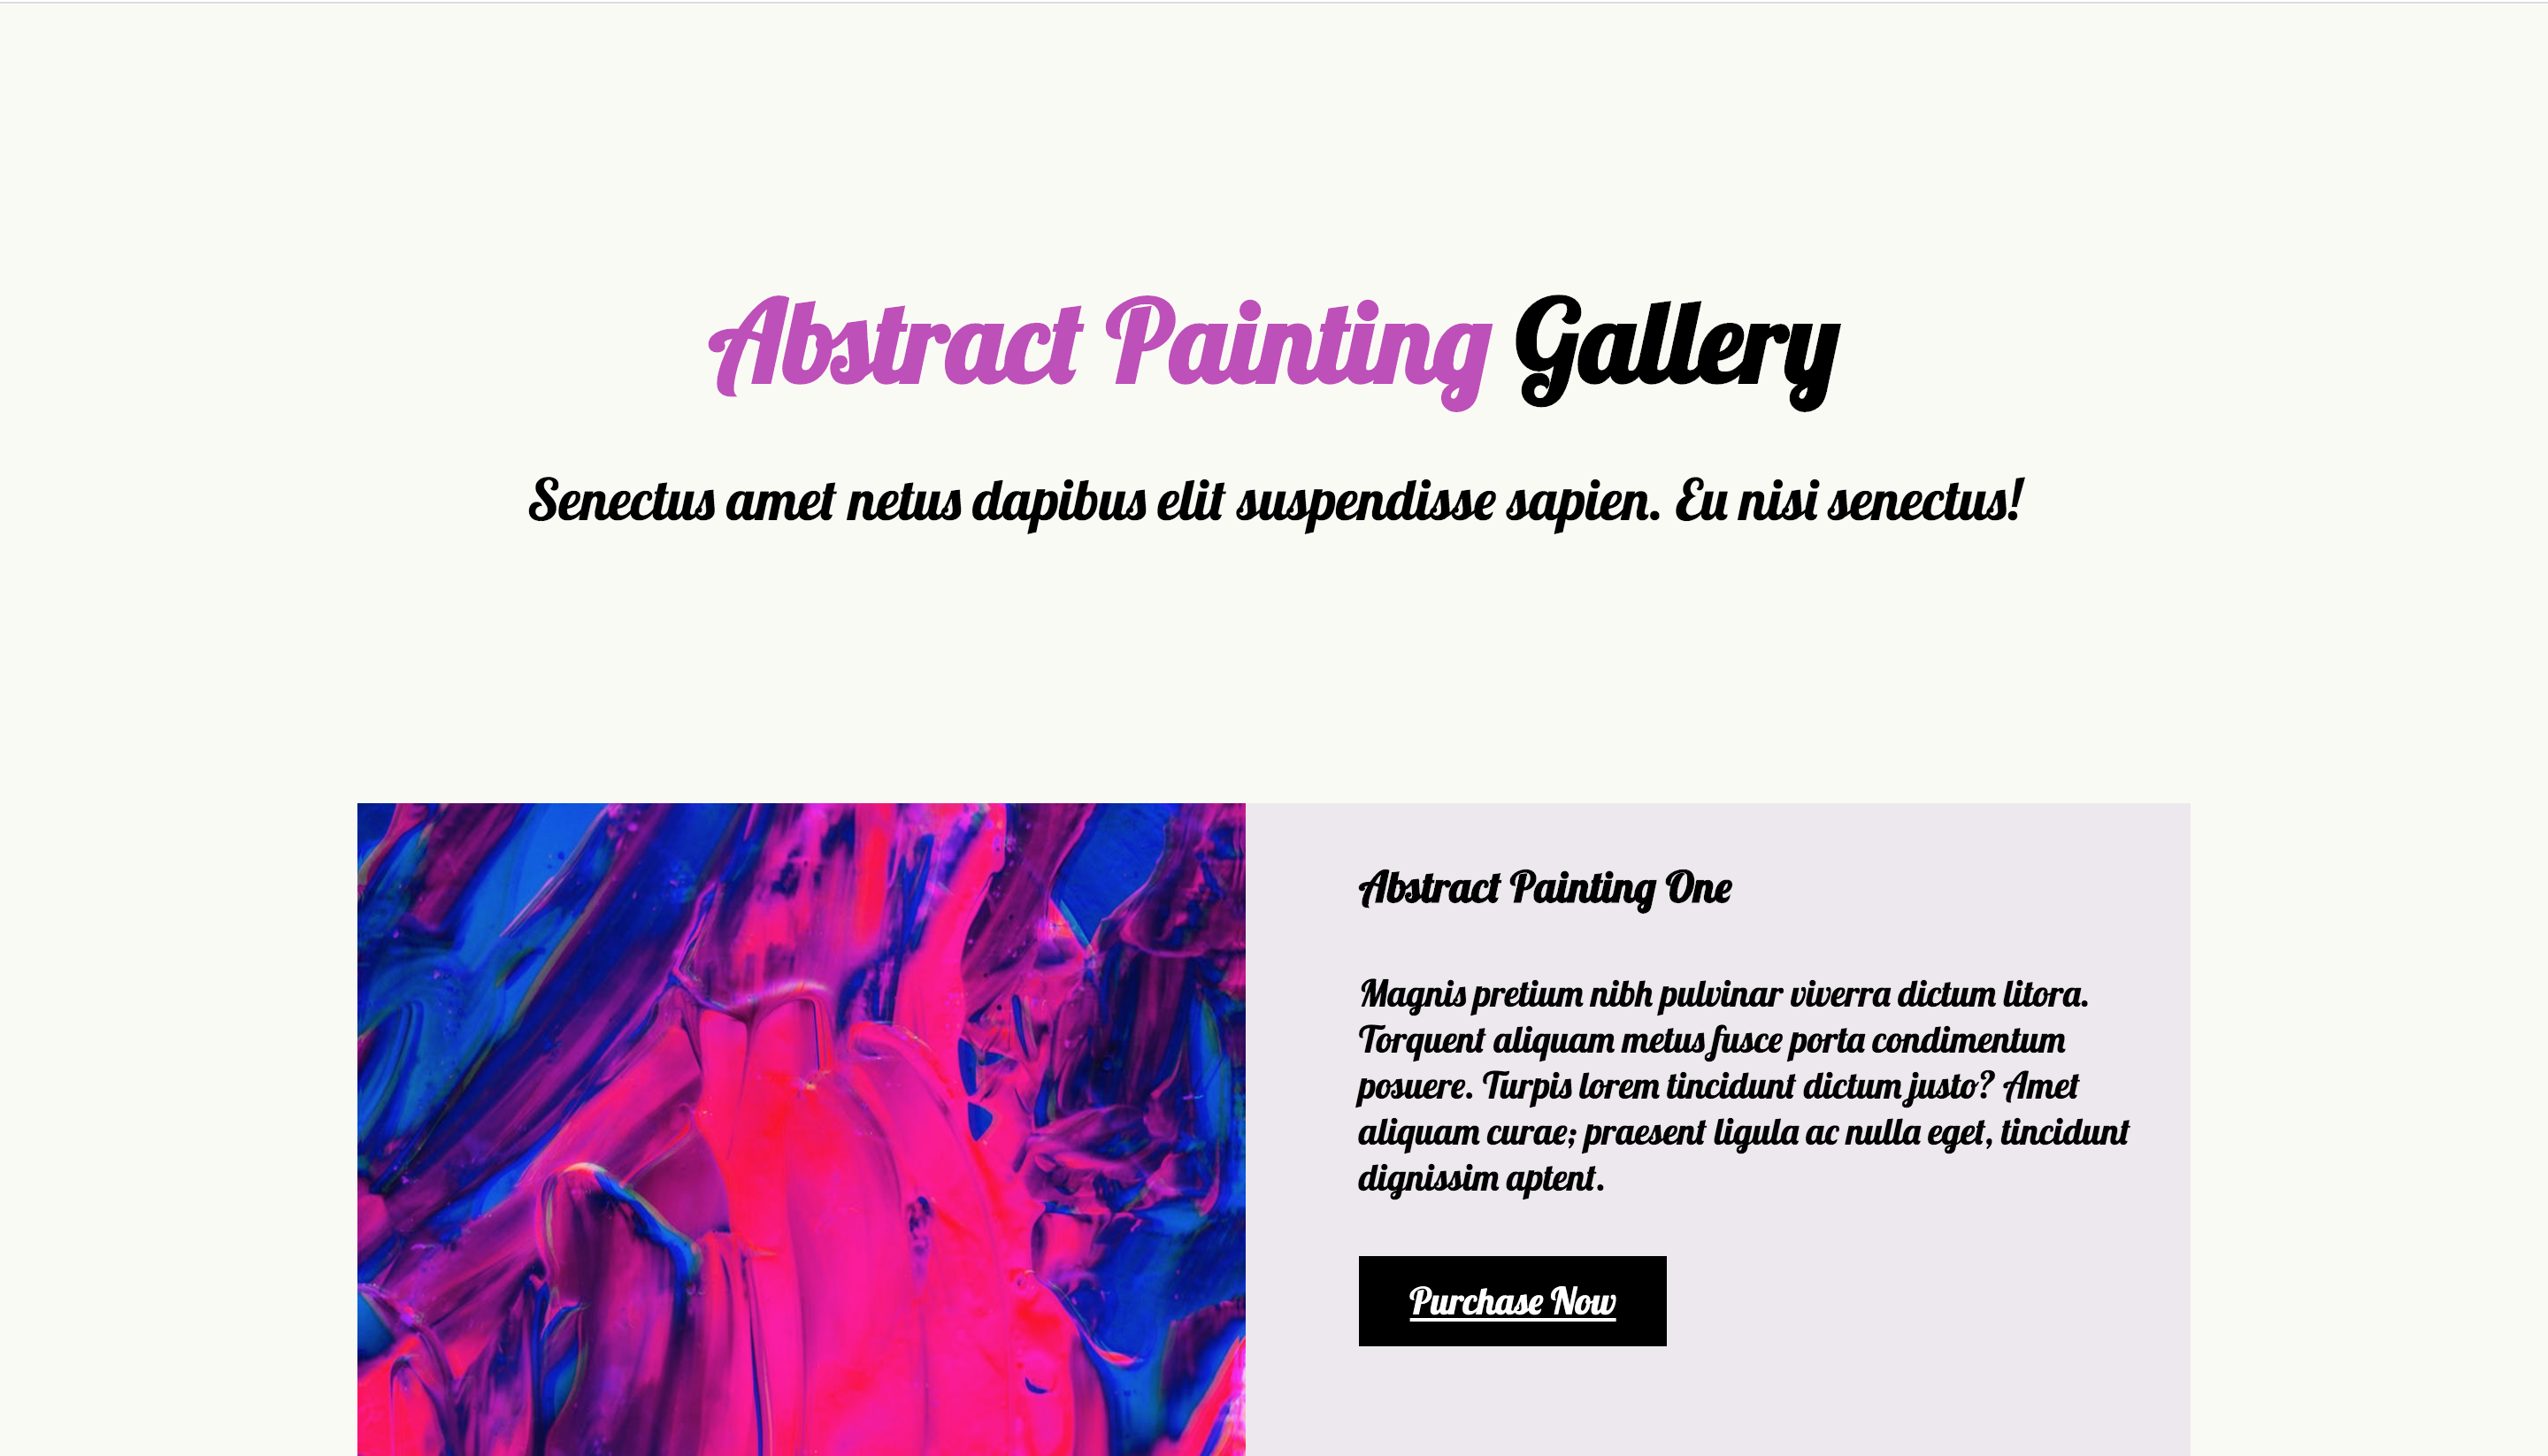 Abstract Painting Gallery
Senectus amet netus dapibus elit suspendisse sapien. Eu nisi senectus!
Abstract Painting One
Magnis pretium nibh pulvinar viverra dictum litora.
Torquent aliquam metus fusce porta condimentum
posuere. Turpis lorem tincidunt dictum justo? Amet
aliquam curae; praesent ligula ac nulla eget, tincidunt
dignissim aptent.
Purchase Now